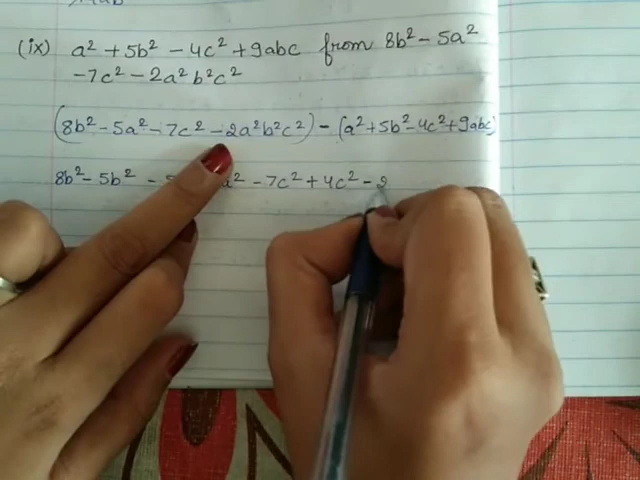 (ix) a² + 5b² - 4c² + 9abc from 8b² - 5a²
- 7c² - 2a²b²c²
(8b² - 5a² - 7c² - 2a²b²c²) - (a² + 5b² - 4c² + 9abc)
8b² - 5b² - a² - 7c² + 4c² - 2